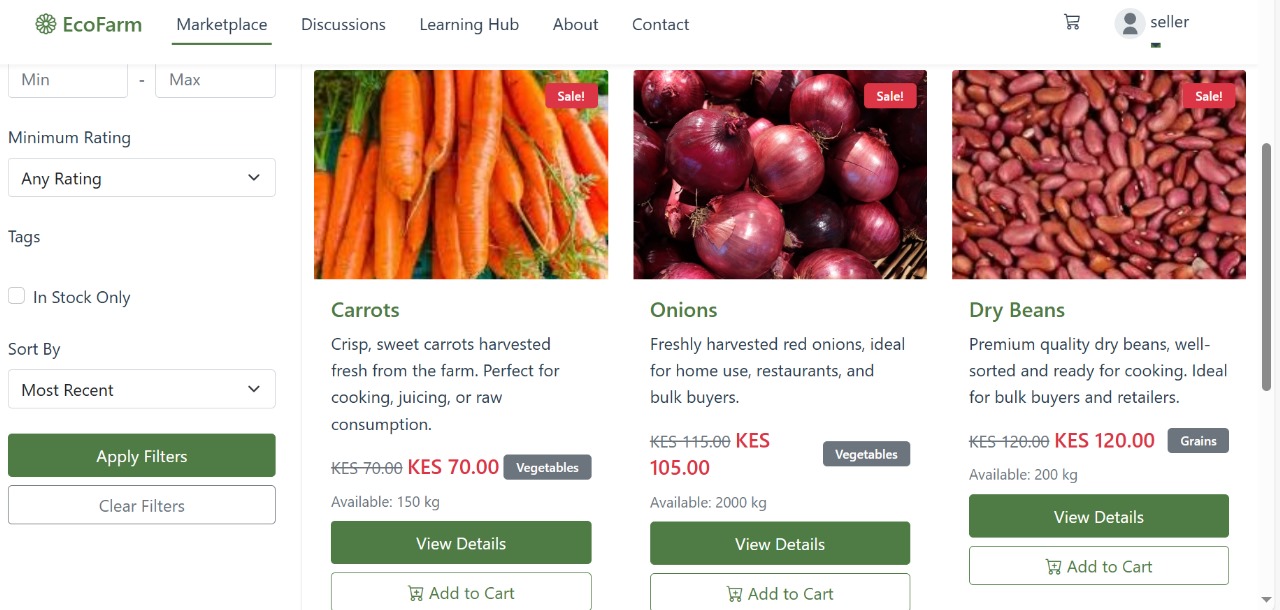 EcoFarm Marketplace Discussions Learning Hub About Contact seller
Min - Max
Minimum Rating
Any Rating
Tags
In Stock Only
Sort By
Most Recent
Apply Filters
Clear Filters
Sale!
Carrots
Crisp, sweet carrots harvested
fresh from the farm. Perfect for
cooking, juicing, or raw
consumption.
KES 70.00 KES 70.00 Vegetables
Available: 150 kg
View Details
Add to Cart
Sale!
Onions
Freshly harvested red onions, ideal
for home use, restaurants, and
bulk buyers.
KES 115.00 KES
105.00 Vegetables
Available: 2000 kg
View Details
Add to Cart
Sale!
Dry Beans
Premium quality dry beans, well-
sorted and ready for cooking. Ideal
for bulk buyers and retailers.
KES 120.00 KES 120.00 Grains
Available: 200 kg
View Details
Add to Cart